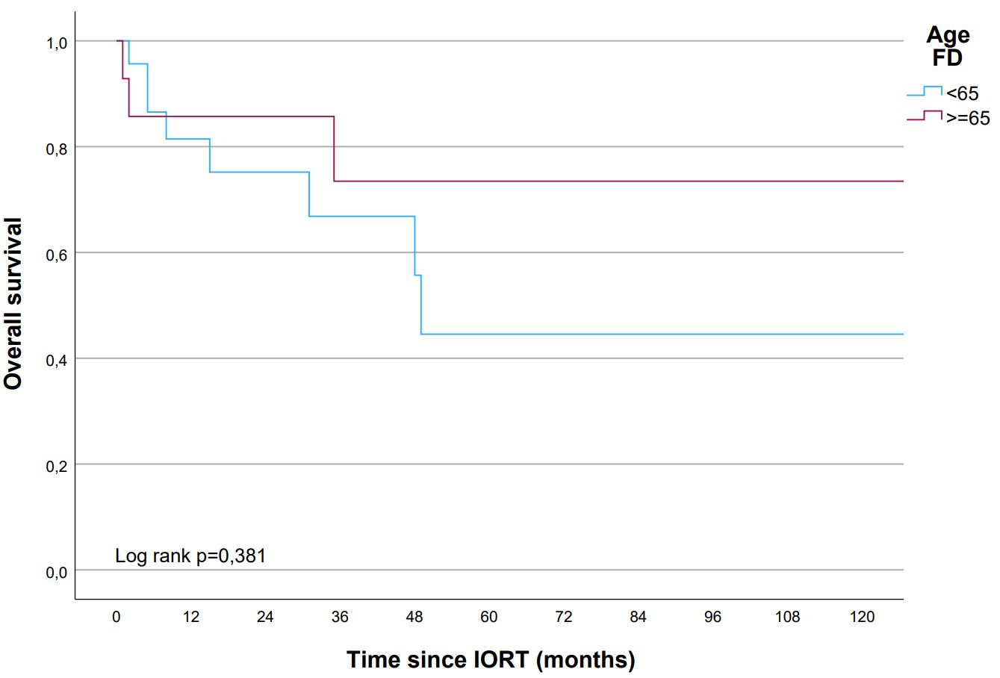 Age
FD
<65
>=65
Overall survival
1,0
0,8
0,6
0,4
0,2
0,0
Log rank p=0,381
0 12 24 36 48 60 72 84 96 108 120
Time since IORT (months)